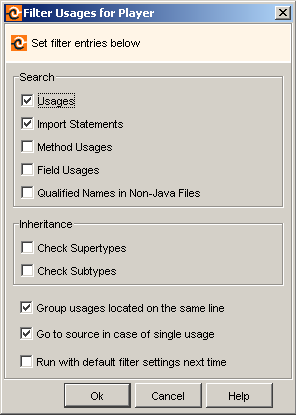 Filter Usages for Player
Set filter entries below
Search
Usages
Import Statements
Method Usages
Field Usages
Qualified Names in Non-Java Files
Inheritance
Check Supertypes
Check Subtypes
Group usages located on the same line
Go to source in case of single usage
Run with default filter settings next time
Ok Cancel Help